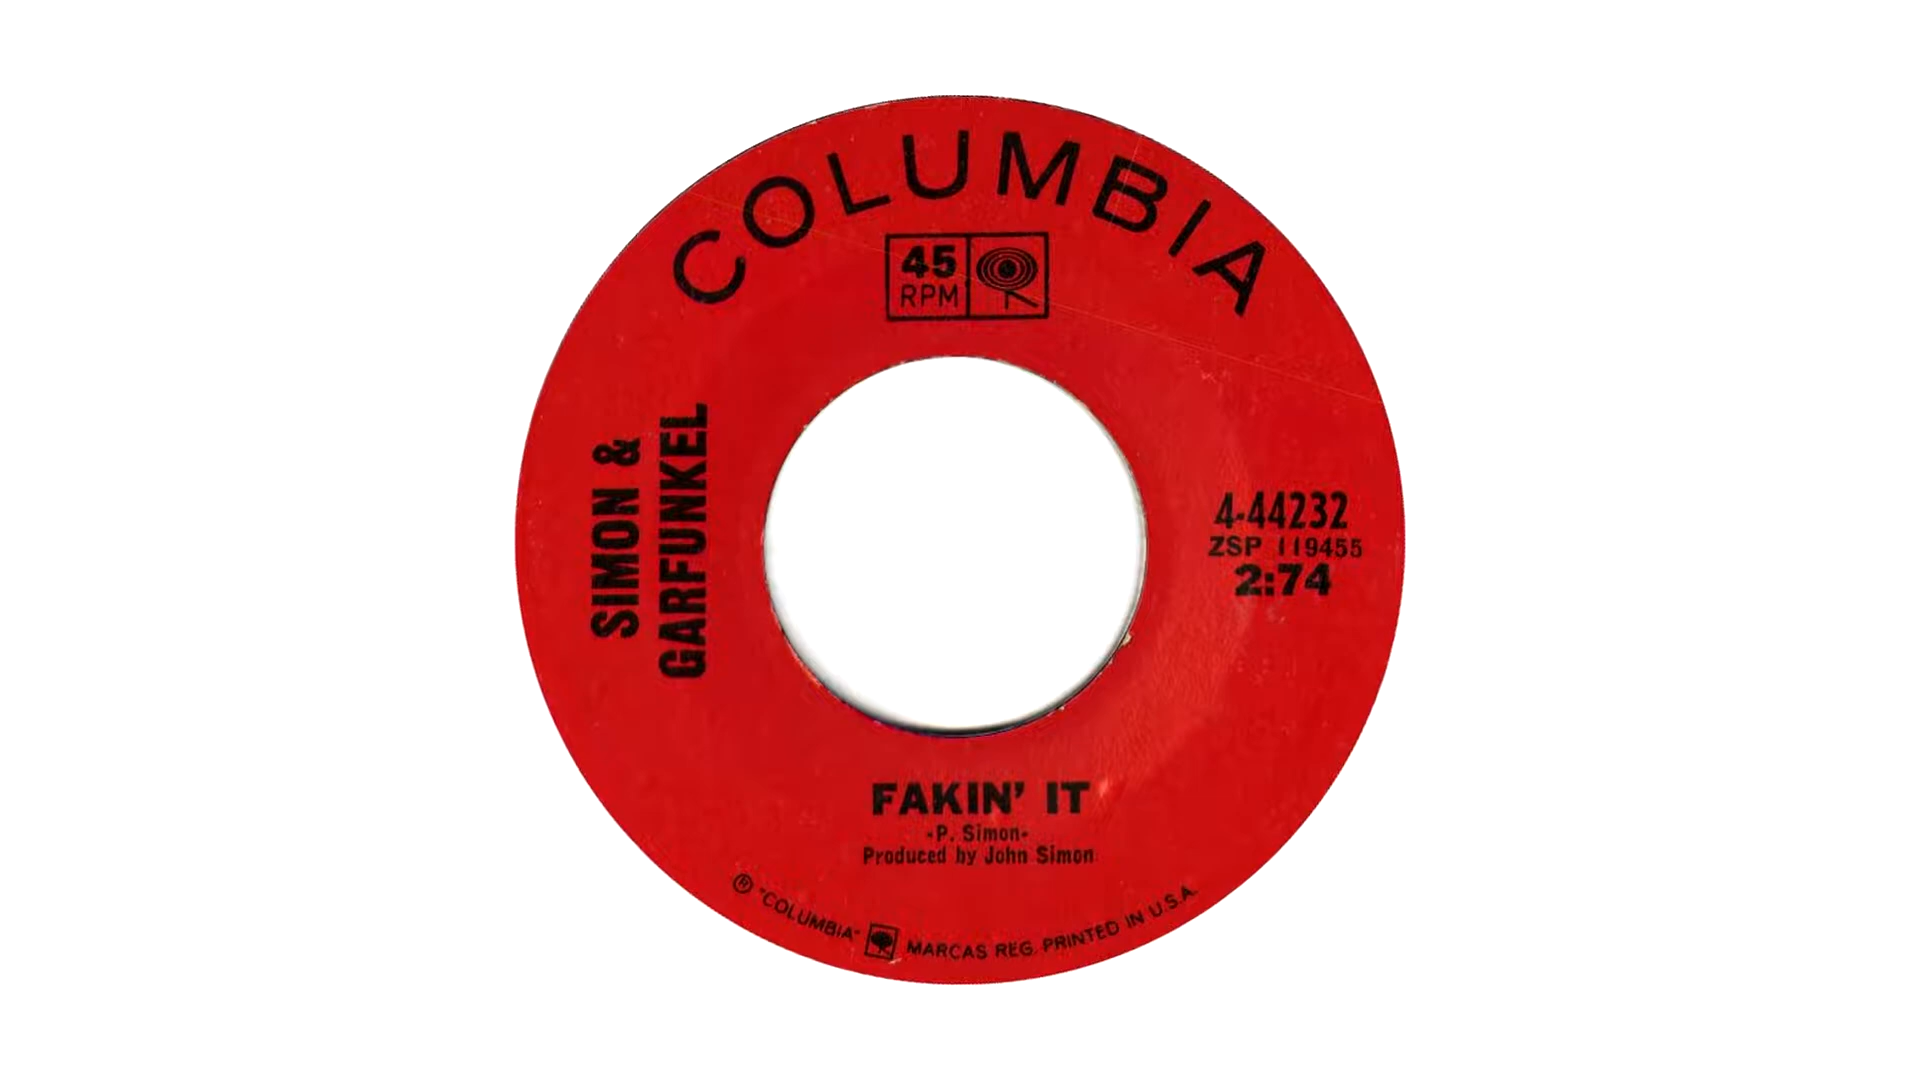 COLUMBIA
45
RPM
SIMON &
GARFUNKEL
4-44232
ZSP 119455
2:74
FAKIN' IT
-P. Simon-
Produced by John Simon
® "COLUMBIA" MARCAS REG. PRINTED IN U.S.A.